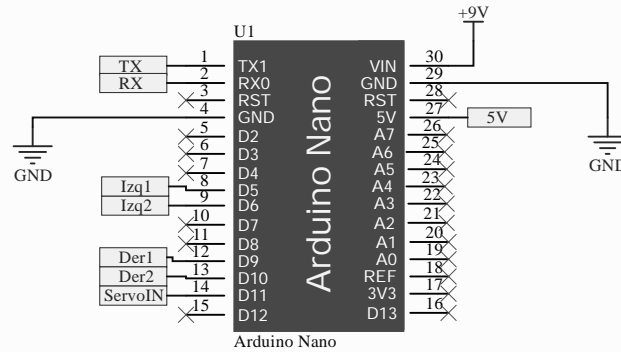 +9V
U1
TX 1 TX1 VIN 30
RX 2 RX0 GND 29
3 RST RST 28
4 GND 5V 27 5V
5 D2 A7 26
6 D3 A6 25
7 D4 A5 24
Izq1 8 D5 A4 23
Izq2 9 D6 A3 22
10 D7 A2 21
11 D8 A1 20
Der1 12 D9 A0 19
Der2 13 D10 REF 18
ServoIN 14 D11 3V3 17
15 D12 D13 16
GND
GND
Arduino Nano
Arduino Nano